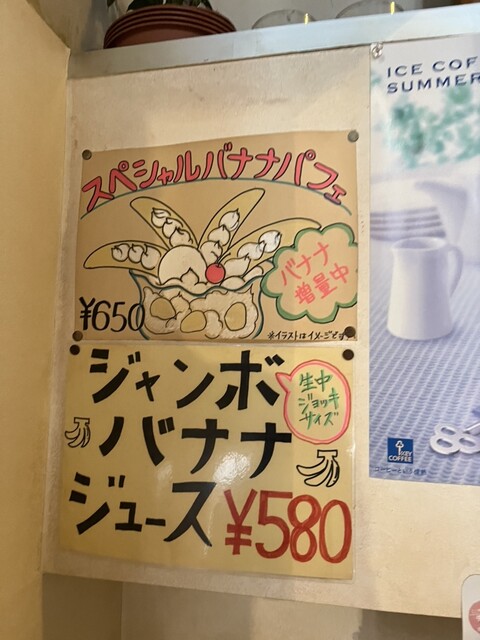 スペシャルバナナパフェ
バナナ
増量中
¥650
※イラストはイメージです
ジャンボ
バナナ
ジュース
¥580
生中
ジョッキ
サイズ
ICE COF
SUMMER
KEY
COFFEE